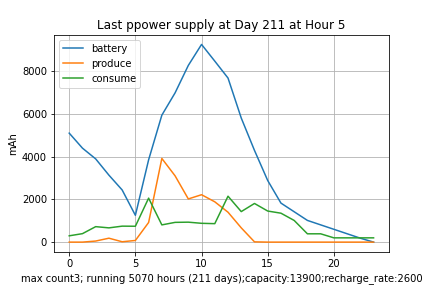 Last ppower supply at Day 211 at Hour 5
battery
produce
consume
mAh
8000
6000
4000
2000
0
0 5 10 15 20
max count3; running 5070 hours (211 days);capacity:13900;recharge_rate:2600